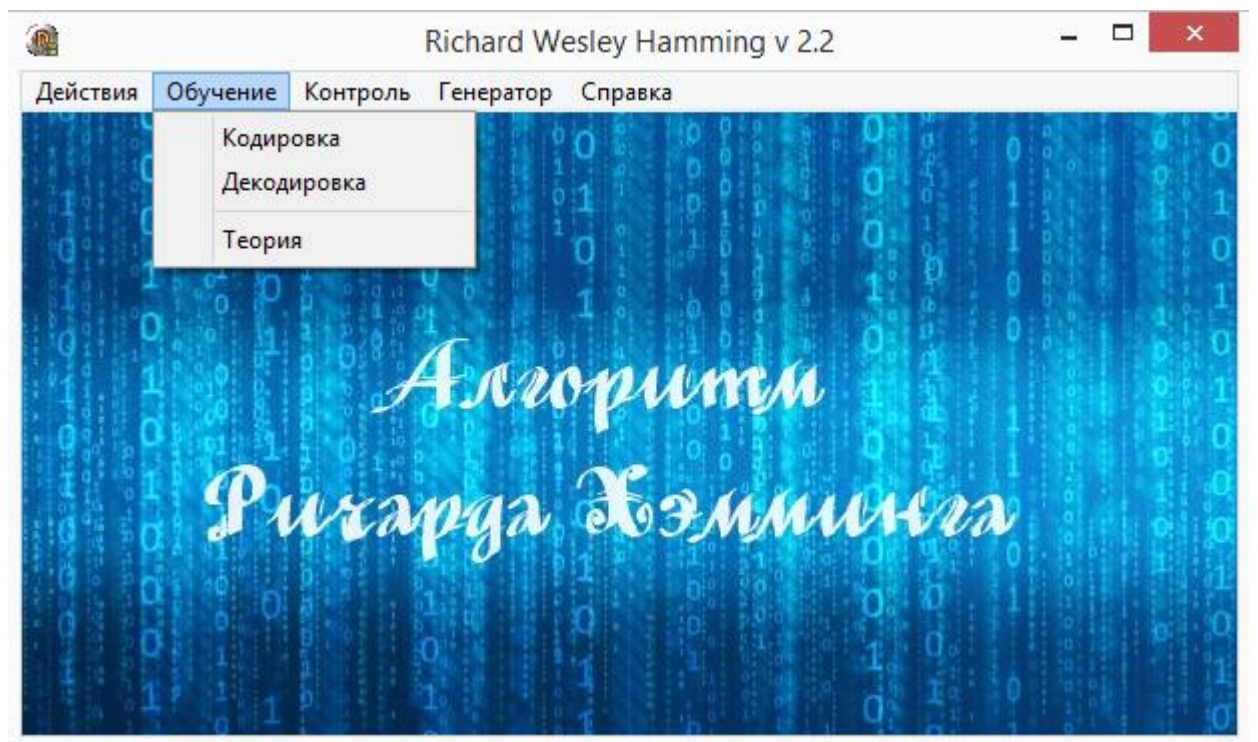 Richard Wesley Hamming v 2.2
Действия Обучение Контроль Генератор Справка
Кодировка
Декодировка
Теория
Алгоритм
Ричарда Хэмминга